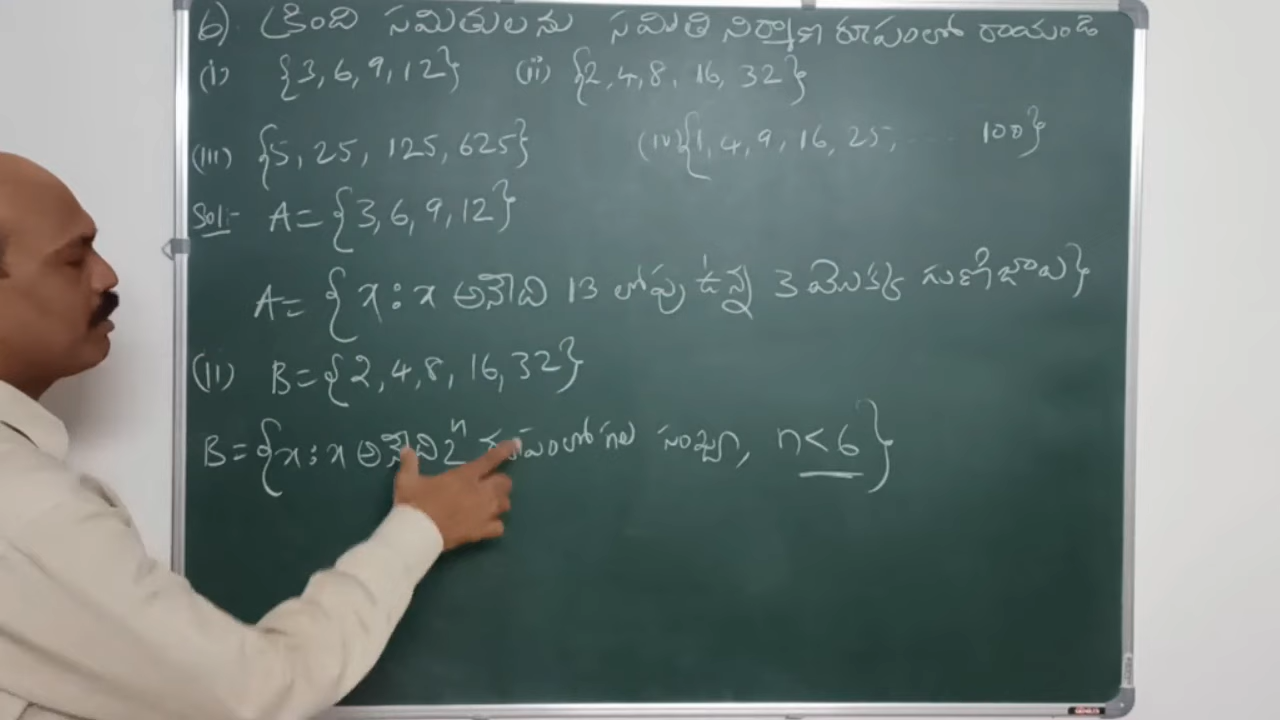 6) క్రింది సమితులను సమితి నిర్మాణ రూపంలో రాయండి
(i) {3, 6, 9, 12} (ii) {2, 4, 8, 16, 32}
(iii) {5, 25, 125, 625} (iv) {1, 4, 9, 16, 25, ...... 100}
Sol:- A = {3, 6, 9, 12}
A = { x : x అనేది 13 లోపు ఉన్న 3 యొక్క గుణిజాలు}
(ii) B = {2, 4, 8, 16, 32}
B = {x : x అనేది 2ⁿ రూపంలో గల సంఖ్య, n < 6 }